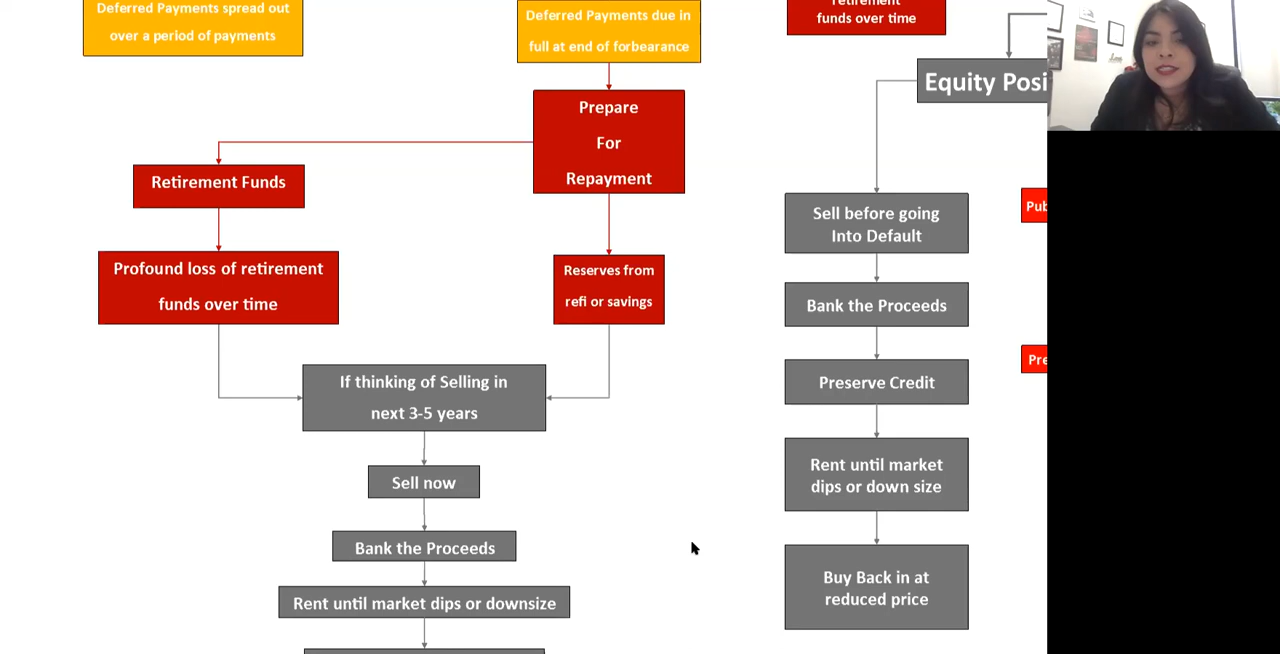 Deferred Payments spread out
over a period of payments
Deferred Payments due in
full at end of forbearance
retirement
funds over time
Equity Posi
Prepare
For
Repayment
Retirement Funds
Profound loss of retirement
funds over time
Reserves from
refi or savings
If thinking of Selling in
next 3-5 years
Sell now
Bank the Proceeds
Rent until market dips or downsize
Sell before going
Into Default
Bank the Proceeds
Preserve Credit
Rent until market
dips or down size
Buy Back in at
reduced price
Pub
Pre